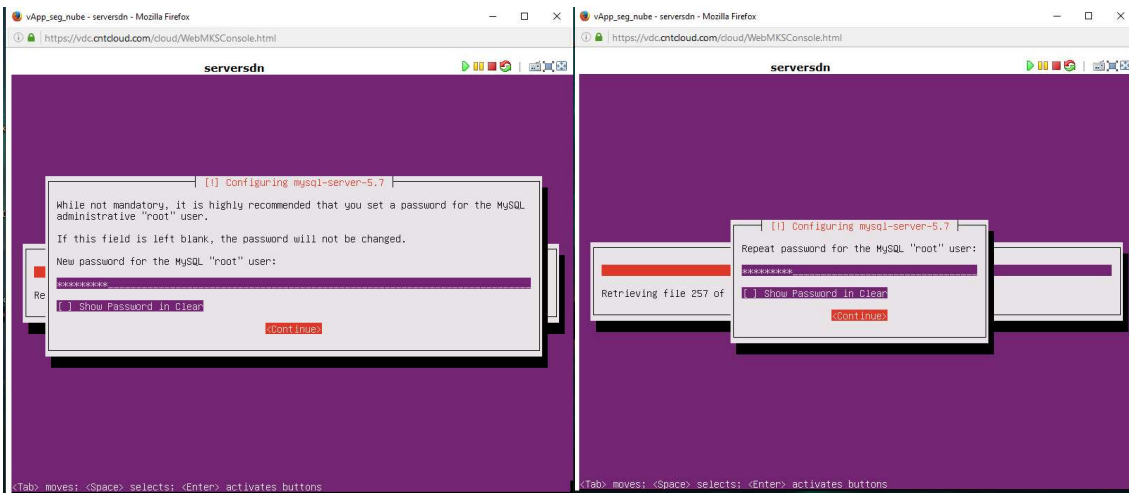 vApp_seg_nube - serversdn - Mozilla Firefox
https://vdc.cntcloud.com/cloud/WebMKSConsole.html
serversdn
[!] Configuring mysql-server-5.7
While not mandatory, it is highly recommended that you set a password for the MySQL
administrative "root" user.
If this field is left blank, the password will not be changed.
New password for the MySQL "root" user:
*********
Re
[ ] Show Password in Clear
<Continue>
<Tab> moves; <Space> selects; <Enter> activates buttons
vApp_seg_nube - serversdn - Mozilla Firefox
https://vdc.cntcloud.com/cloud/WebMKSConsole.html
serversdn
[!] Configuring mysql-server-5.7
Repeat password for the MySQL "root" user:
*********
Retrieving file 257 of
[ ] Show Password in Clear
<Continue>
<Tab> moves; <Space> selects; <Enter> activates buttons